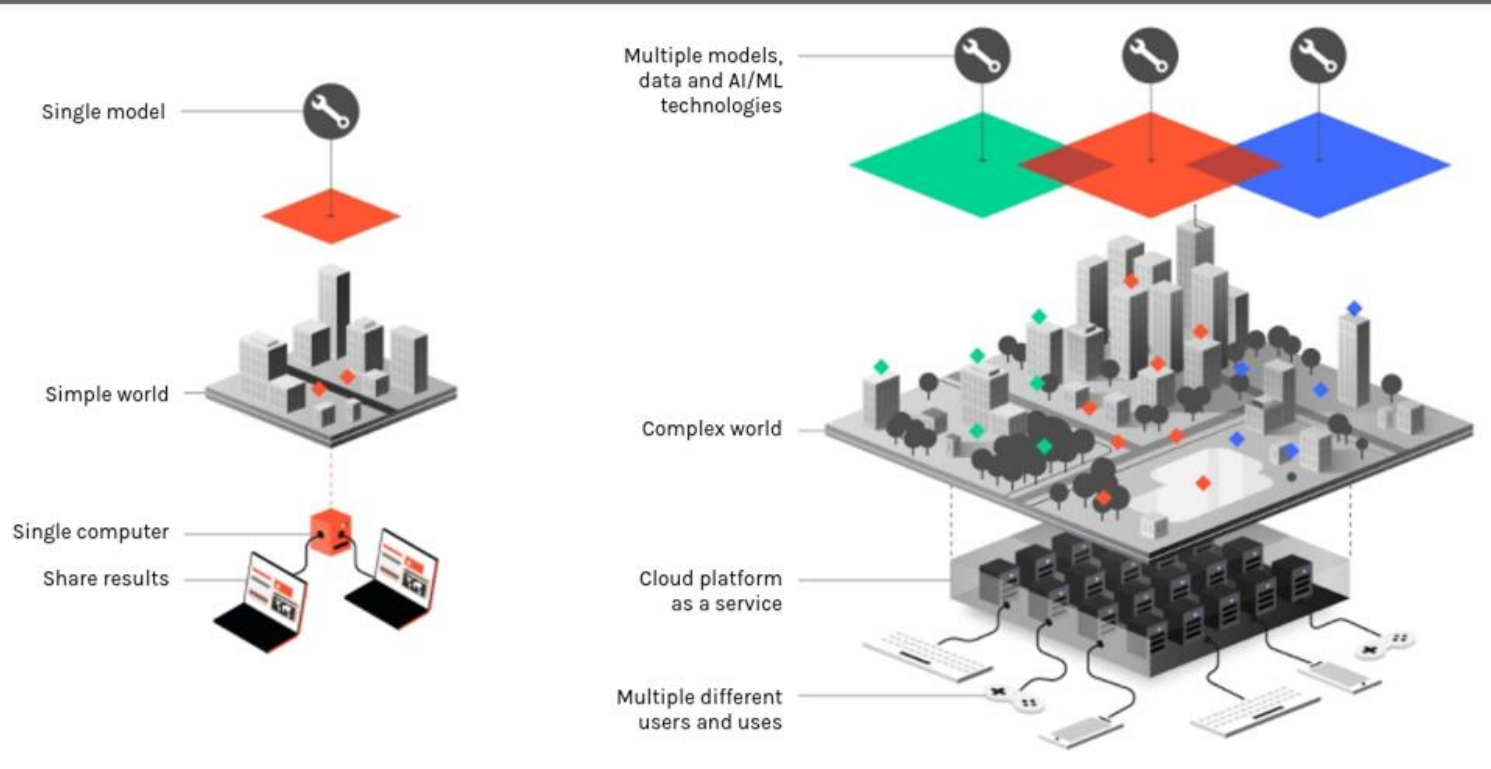 Single model
Simple world
Single computer
Share results
Multiple models,
data and AI/ML
technologies
Complex world
Cloud platform
as a service
Multiple different
users and uses